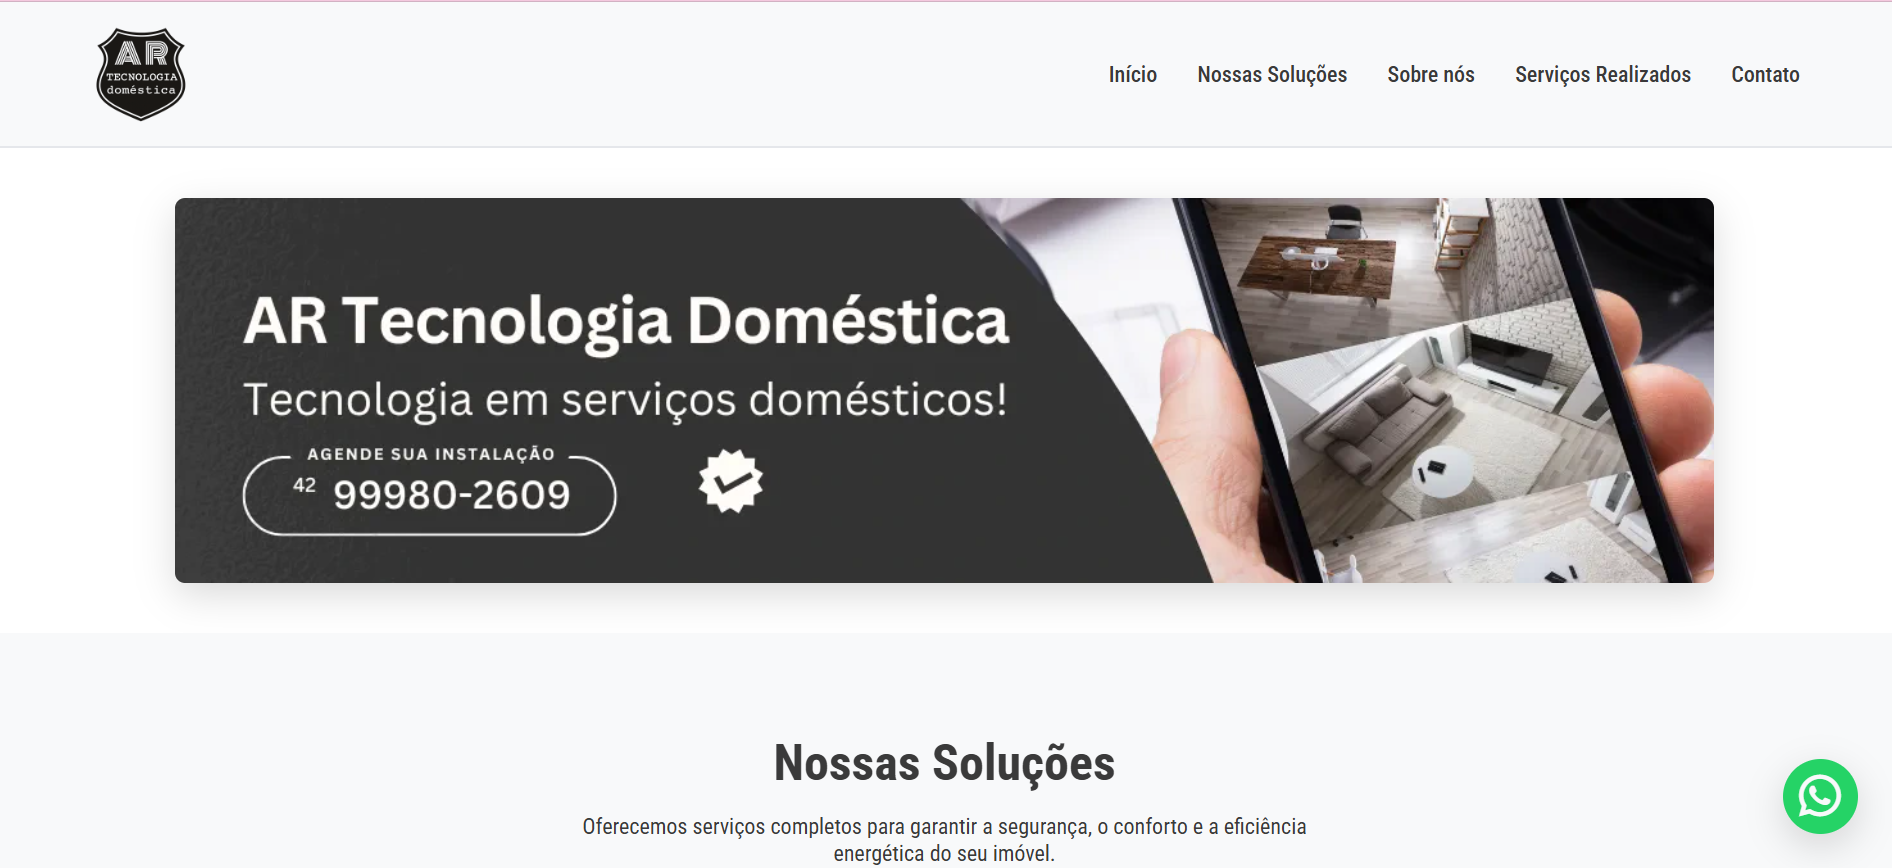 AR
TECNOLOGIA
doméstica
Início
Nossas Soluções
Sobre nós
Serviços Realizados
Contato
AR Tecnologia Doméstica
Tecnologia em serviços domésticos!
AGENDE SUA INSTALAÇÃO
42 99980-2609
Nossas Soluções
Oferecemos serviços completos para garantir a segurança, o conforto e a eficiência
energética do seu imóvel.